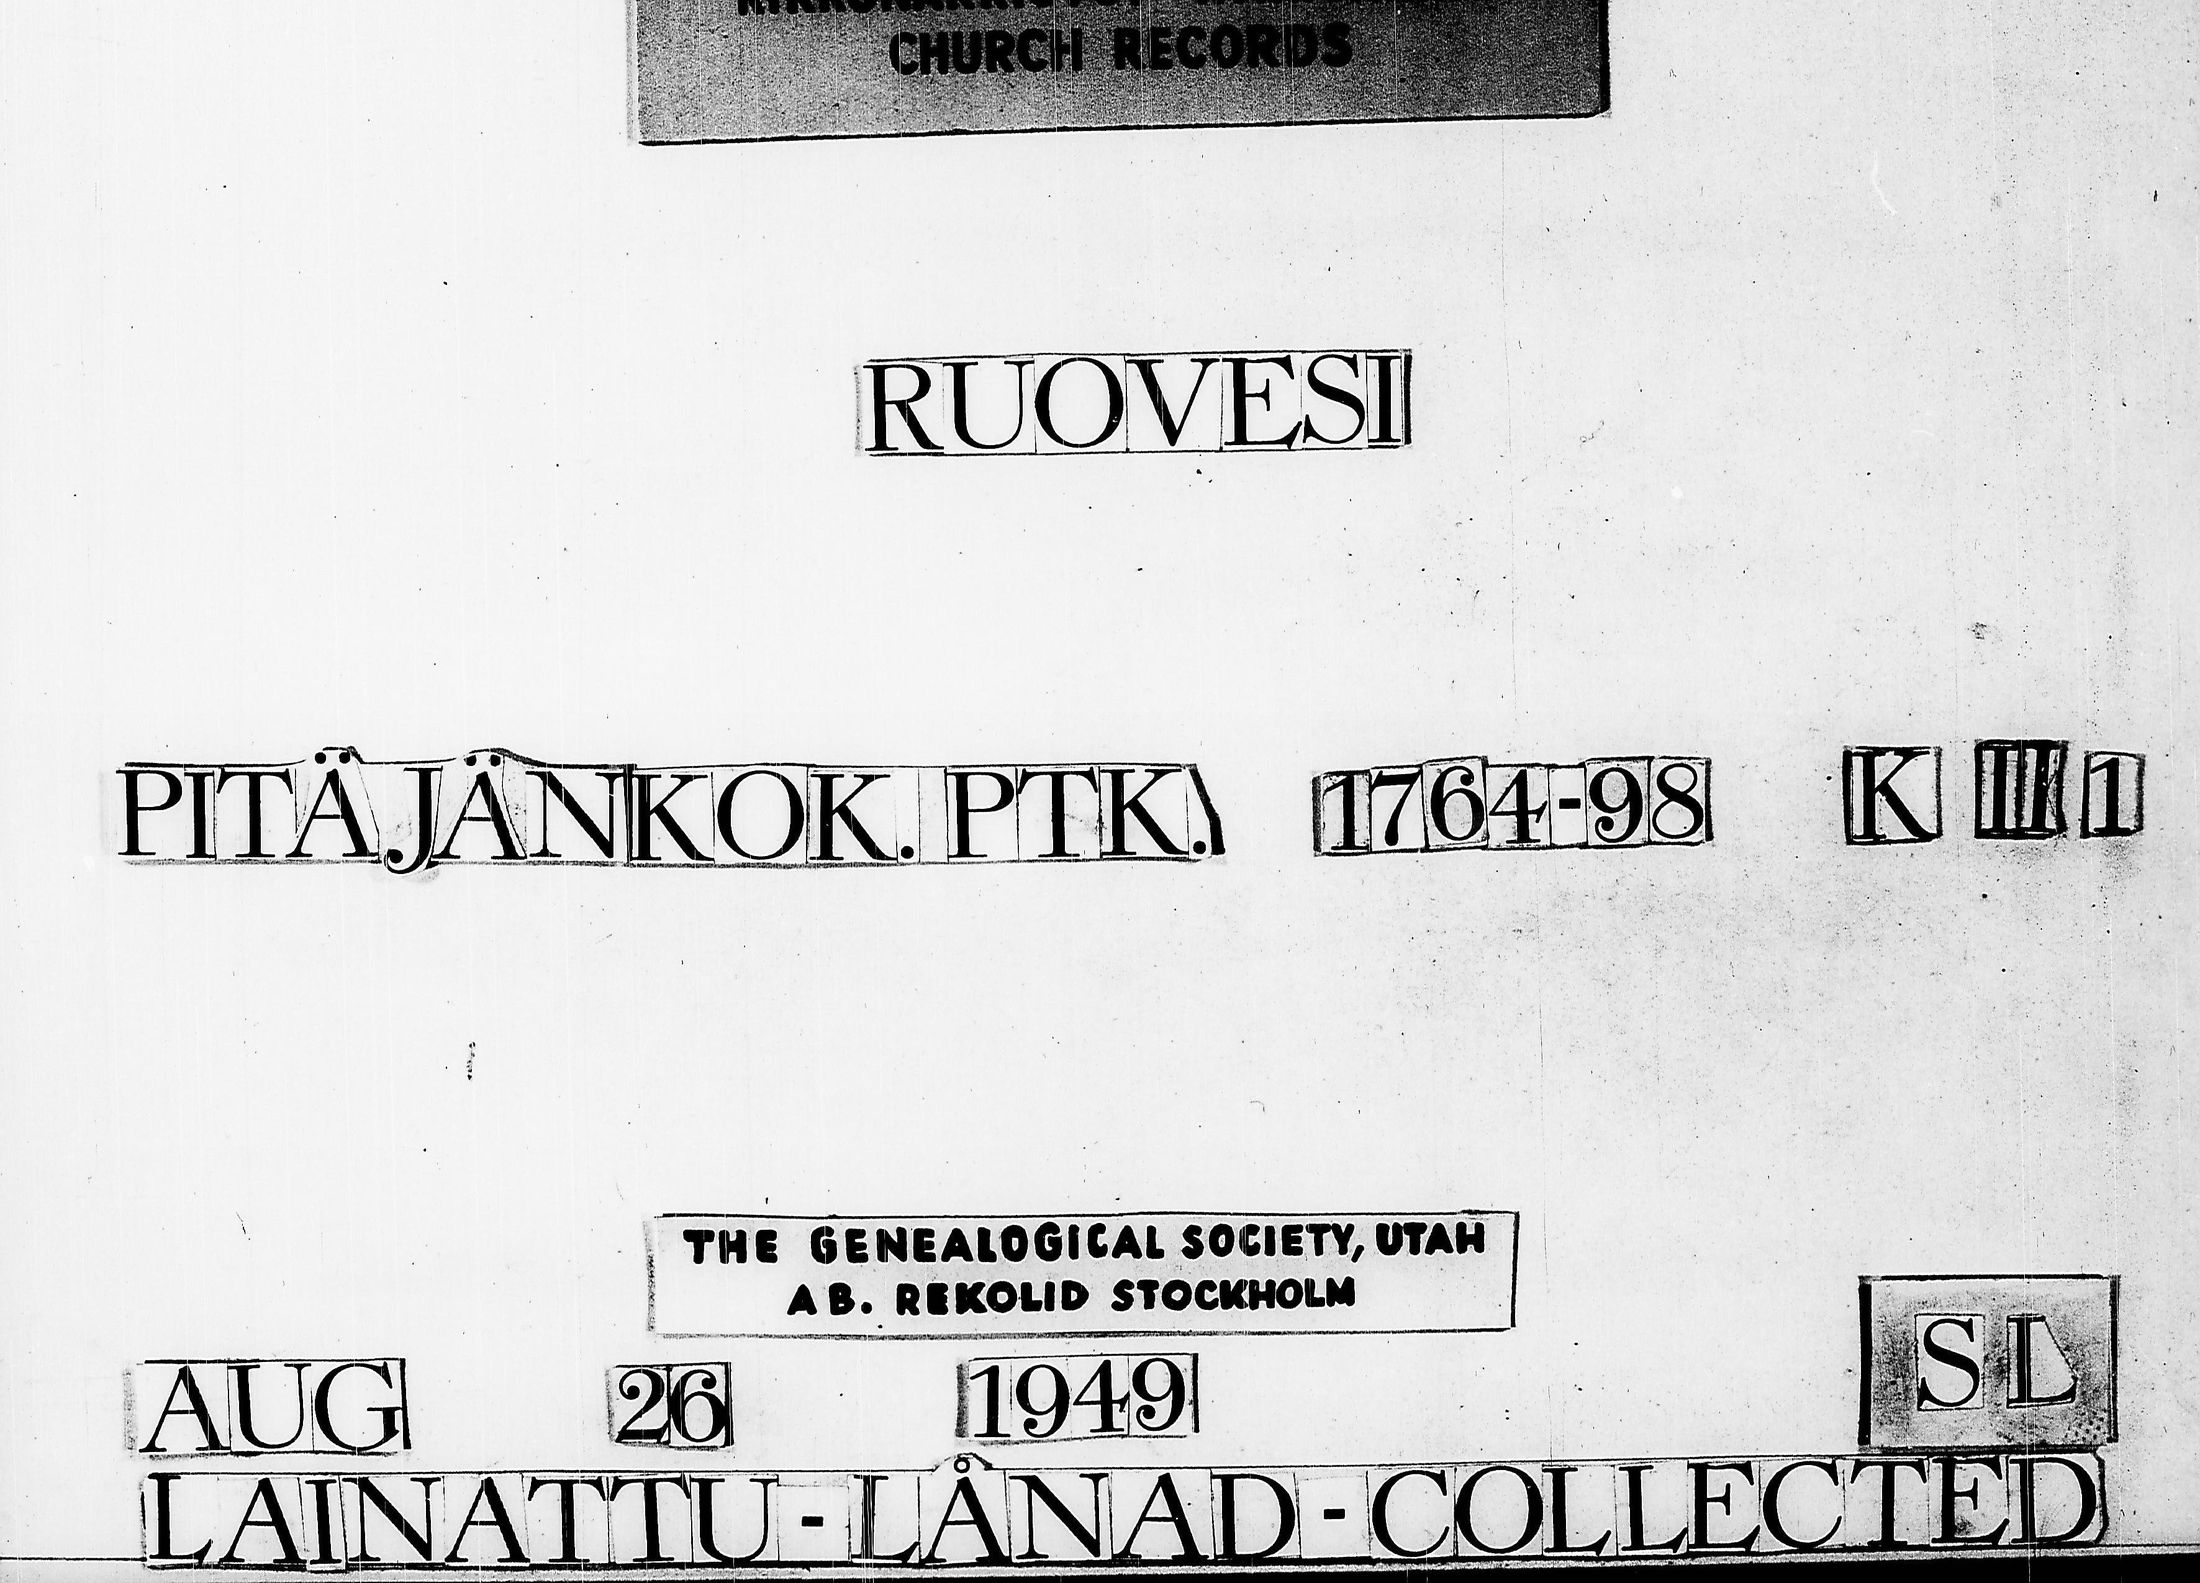 CHURCH RECORDS
RUOVESI
PITÄJÄNKOK. PTK. 1764-98 K III 1
THE GENEALOGICAL SOCIETY, UTAH
AB. REKOLID STOCKHOLM
SL
AUG 26 1949
LAINATTU - LÅNAD - COLLECTED